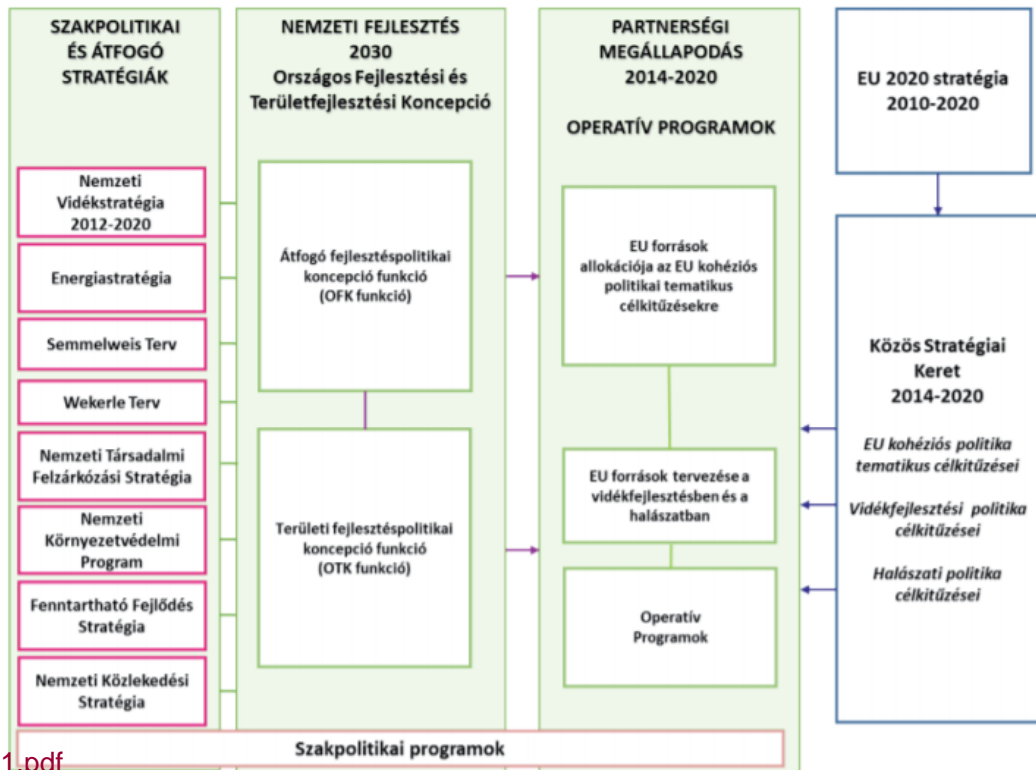 SZAKPOLITIKAI
ÉS ÁTFOGÓ
STRATÉGIÁK
Nemzeti
Vidékstratégia
2012-2020
Energiastratégia
Semmelweis Terv
Wekerle Terv
Nemzeti Társadalmi
Felzárkózási Stratégia
Nemzeti
Környezetvédelmi
Program
Fenntartható Fejlődés
Stratégia
Nemzeti Közlekedési
Stratégia
NEMZETI FEJLESZTÉS
2030
Országos Fejlesztési és
Területfejlesztési Koncepció
Átfogó fejlesztéspolitikai
koncepció funkció
(OFK funkció)
Területi fejlesztéspolitikai
koncepció funkció
(OTK funkció)
PARTNERSÉGI
MEGÁLLAPODÁS
2014-2020
OPERATÍV PROGRAMOK
EU források
allokációja az EU kohéziós
politikai tematikus
célkitűzésekre
EU források tervezése a
vidékfejlesztésben és a
halászatban
Operatív
Programok
EU 2020 stratégia
2010-2020
Közös Stratégiai
Keret
2014-2020
EU kohéziós politika
tematikus célkitűzései
Vidékfejlesztési politika
célkitűzései
Halászati politika
célkitűzései
Szakpolitikai programok
1.pdf